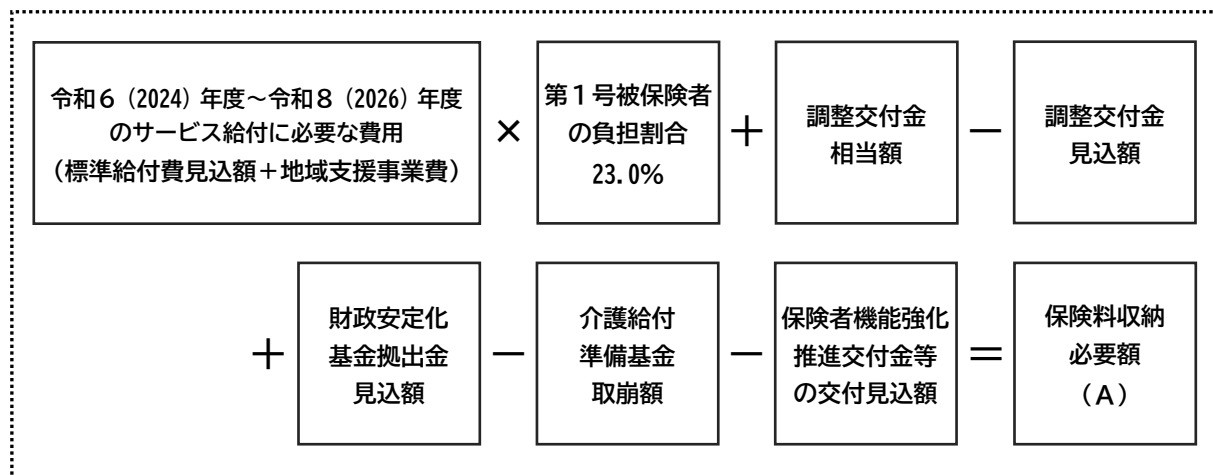 令和６（2024）年度～令和８（2026）年度
のサービス給付に必要な費用
（標準給付費見込額＋地域支援事業費）
×
第１号被保険者
の負担割合
23.0%
＋
調整交付金
相当額
－
調整交付金
見込額
＋
財政安定化
基金拠出金
見込額
－
介護給付
準備基金
取崩額
－
保険者機能強化
推進交付金等
の交付見込額
＝
保険料収納
必要額
（Ａ）